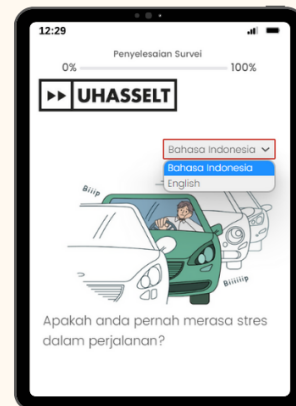 12:29
Penyelesaian Survei
0% 100%
UHASSELT
Bahasa Indonesia
Bahasa Indonesia
English
Biiip
Biiiiip
Apakah anda pernah merasa stres
dalam perjalanan?